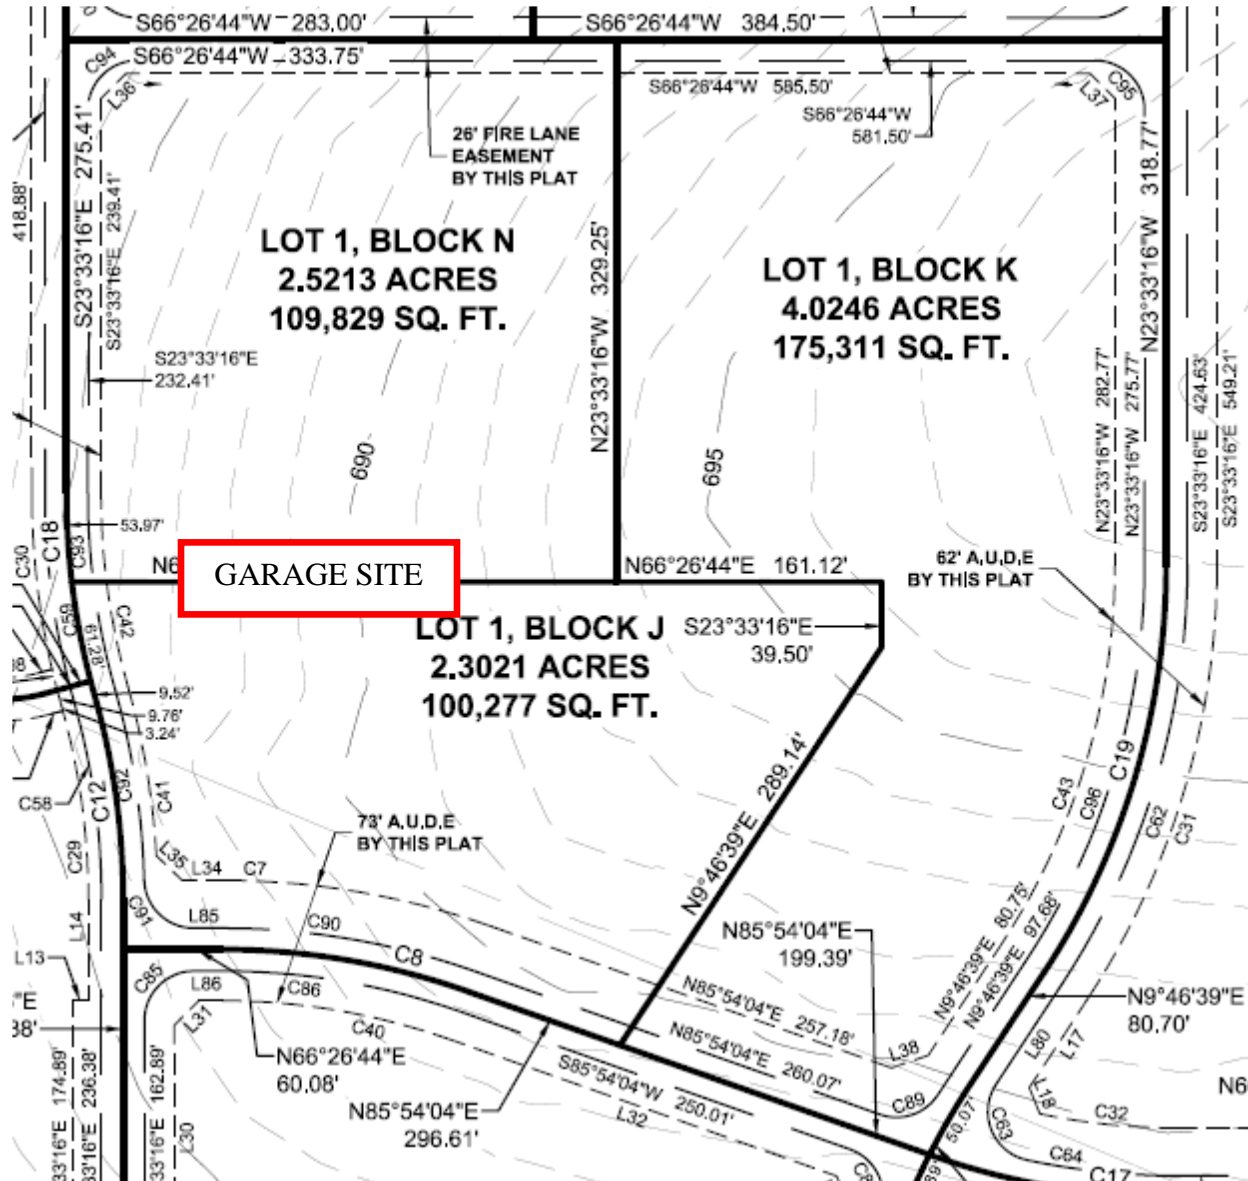 S66°26'44"W 283.00'
S66°26'44"W 384.50'
S66°26'44"W 333.75'
C94
L36
S66°26'44"W 585.50'
S66°26'44"W
581.50'
L37
C95
26' FIRE LANE
EASEMENT
BY THIS PLAT
418.88'
S23°33'16"E 275.41'
S23°33'16"E 239.41'
S23°33'16"E
232.41'
LOT 1, BLOCK N
2.5213 ACRES
109,829 SQ. FT.
N23°33'16"W 329.25'
LOT 1, BLOCK K
4.0246 ACRES
175,311 SQ. FT.
N23°33'16"W 318.77'
N23°33'16"W 282.77'
N23°33'16"W 275.77'
S23°33'16"E 424.63'
S23°33'16"E 549.21'
690
695
53.97'
C30
C18
C93
GARAGE SITE
N66°26'44"E 161.12'
62' A.U.D.E
BY THIS PLAT
C59
61.28'
C42
LOT 1, BLOCK J
2.3021 ACRES
100,277 SQ. FT.
S23°33'16"E
39.50'
9.52'
9.76'
3.24'
C58
C12
C92
C41
C29
73' A.U.D.E
BY THIS PLAT
N9°46'39"E 289.14'
C43
C96
C19
C62
C31
L35
L34
C7
L14
C91
L85
C90
C8
L13
C85
L86
C86
L31
C40
N85°54'04"E
199.39'
N9°46'39"E 80.75'
N9°46'39"E 97.68'
N9°46'39"E
80.70'
"E
38'
N66°26'44"E
60.08'
N85°54'04"E 257.18'
N85°54'04"E 260.07'
S85°54'04"W 250.01'
L38
L80
L17
N85°54'04"E
296.61'
L32
C89
50.07'
L18
C63
C32
N6
C64
C17
33'16"E 174.89'
33'16"E 236.38'
33'16"E 162.89'
L30